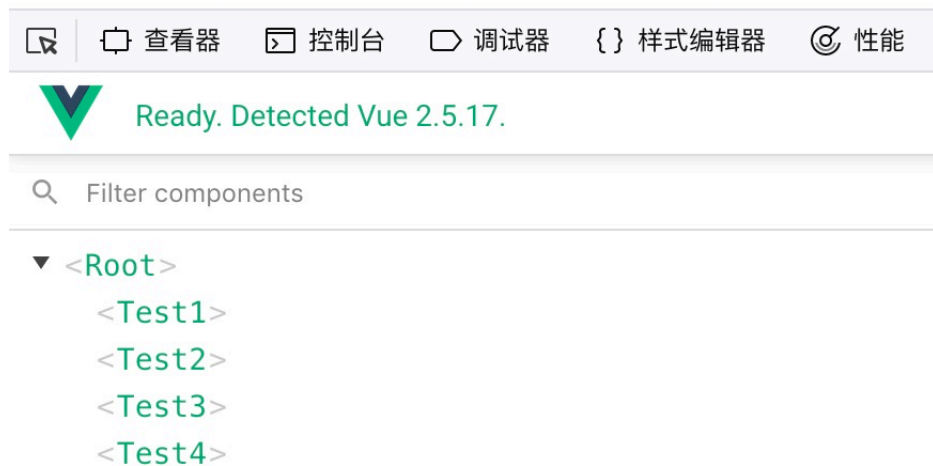 查看器 控制台 调试器 {} 样式编辑器 性能
Ready. Detected Vue 2.5.17.
Filter components
<Root>
<Test1>
<Test2>
<Test3>
<Test4>